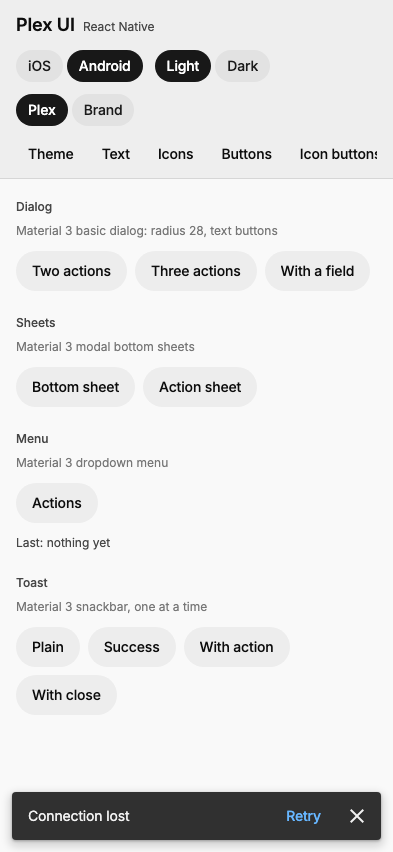 Plex UI React Native
iOS Android Light Dark
Plex Brand
Theme Text Icons Buttons Icon buttons
Dialog
Material 3 basic dialog: radius 28, text buttons
Two actions Three actions With a field
Sheets
Material 3 modal bottom sheets
Bottom sheet Action sheet
Menu
Material 3 dropdown menu
Actions
Last: nothing yet
Toast
Material 3 snackbar, one at a time
Plain Success With action
With close
Connection lost Retry